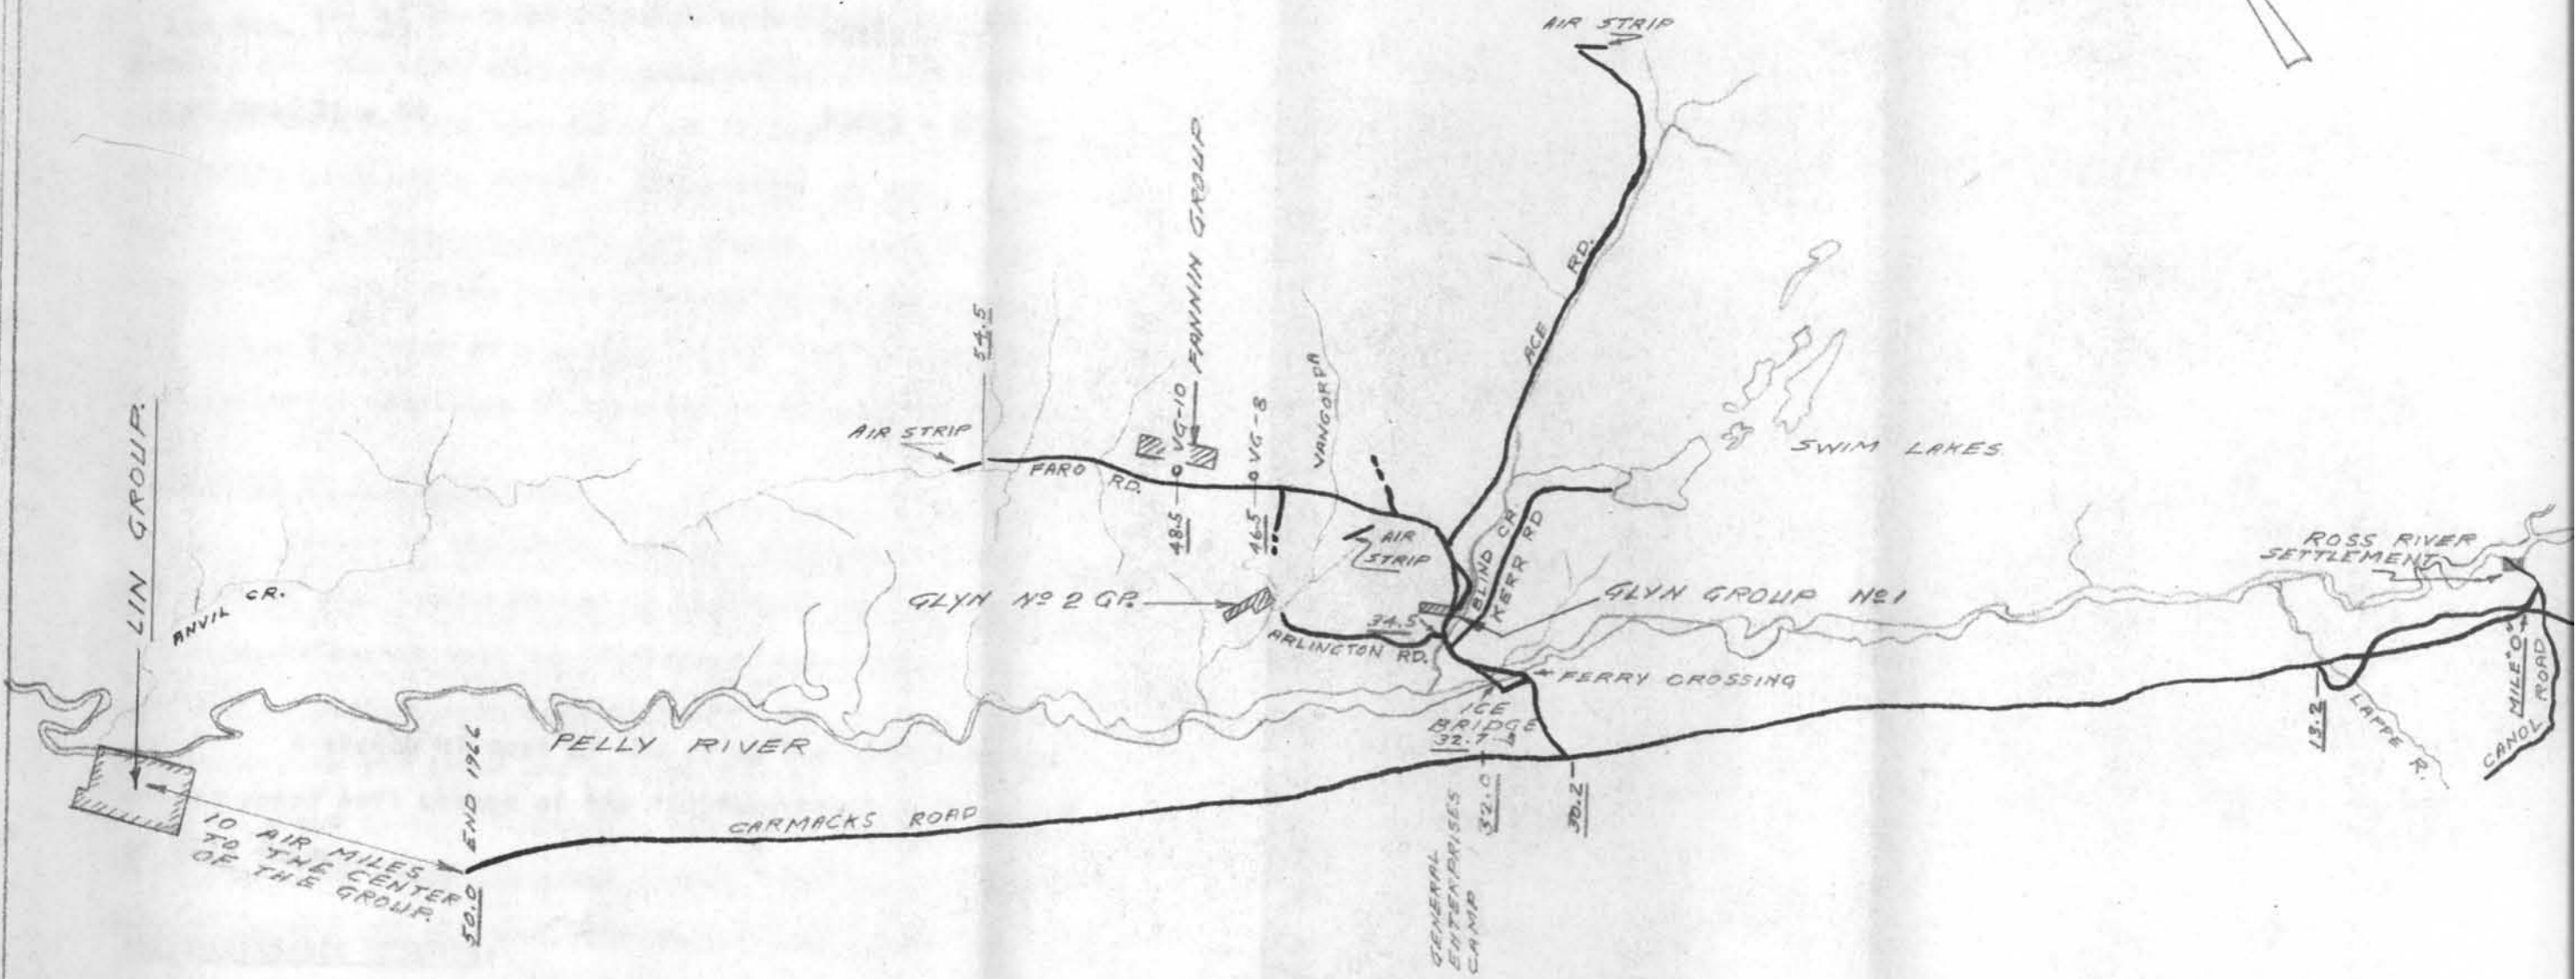 AIR STRIP
FANNIN GROUP.
54.5
RD.
ACE
VG-10
VG-8
VANGORDA
AIR STRIP
FARO
RD.
SWIM LAKES
LIN GROUP.
48.5
46.5
AIR
STRIP
BLIND CR.
KERR RD
ROSS RIVER
SETTLEMENT
ANVIL CR.
GLYN Nº 2 GP.
GLYN GROUP Nº 1
34.5
ARLINGTON RD.
FERRY CROSSING
ICE
BRIDGE
32.7
MILE "0"
CANOL
ROAD
13.2
LAPPE R.
PELLY RIVER
END 1966
50.0
CARMACKS ROAD
10 AIR MILES
TO THE CENTER
OF THE GROUP.
32.0
30.2
GENERAL
ENTERPRISES
CAMP